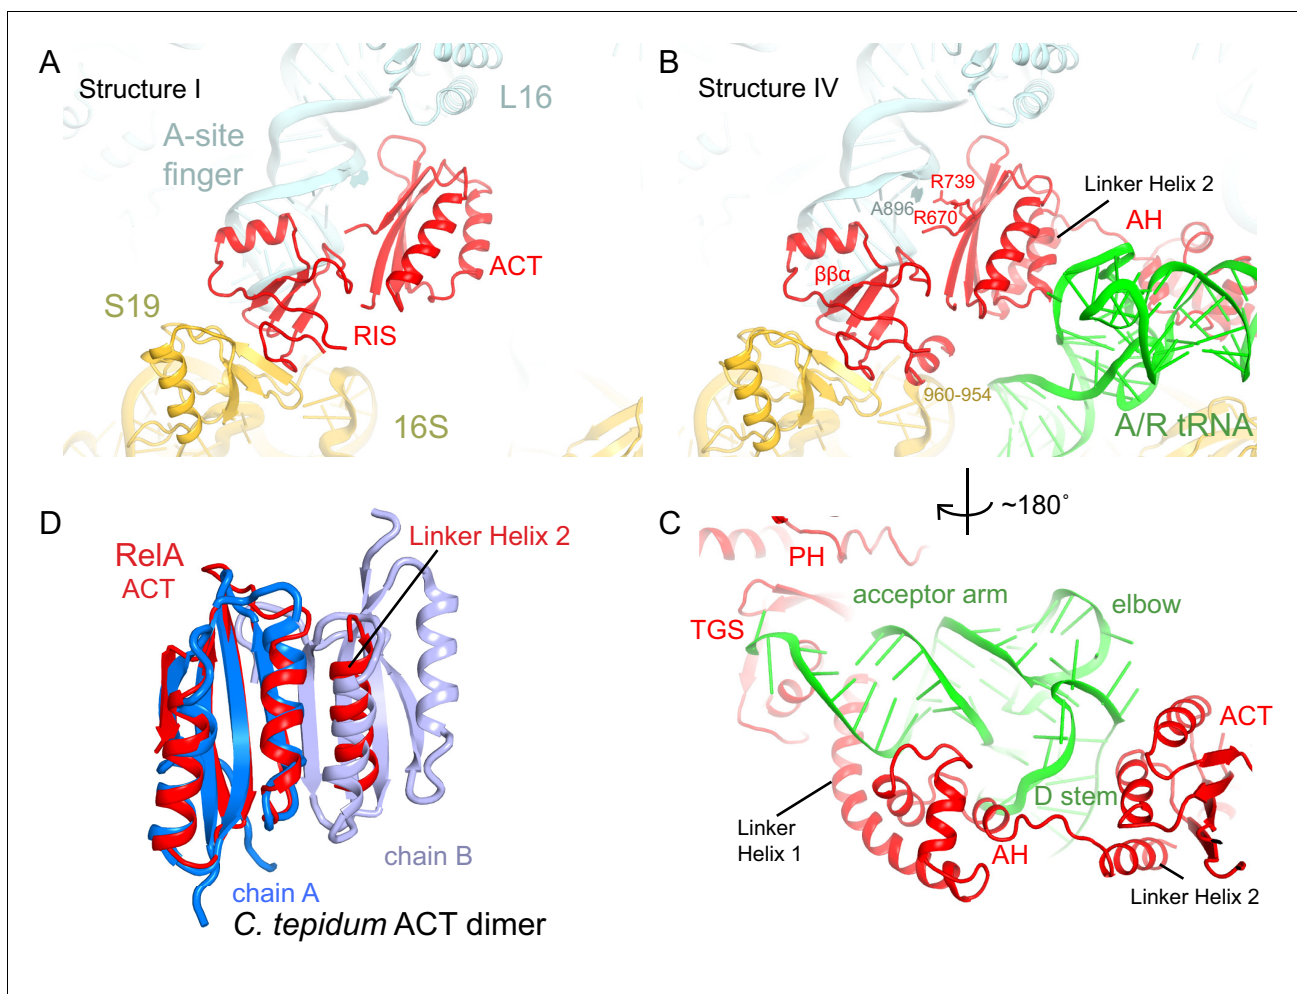 A
Structure I
L16
A-site
finger
ACT
S19
RIS
16S
B
Structure IV
R739
A896
R670
Linker Helix 2
AH
ββα
960-954
A/R tRNA
~180°
D
RelA
ACT
Linker Helix 2
chain B
chain A
C. tepidum ACT dimer
C
PH
acceptor arm
elbow
TGS
ACT
D stem
Linker
Helix 1
AH
Linker Helix 2